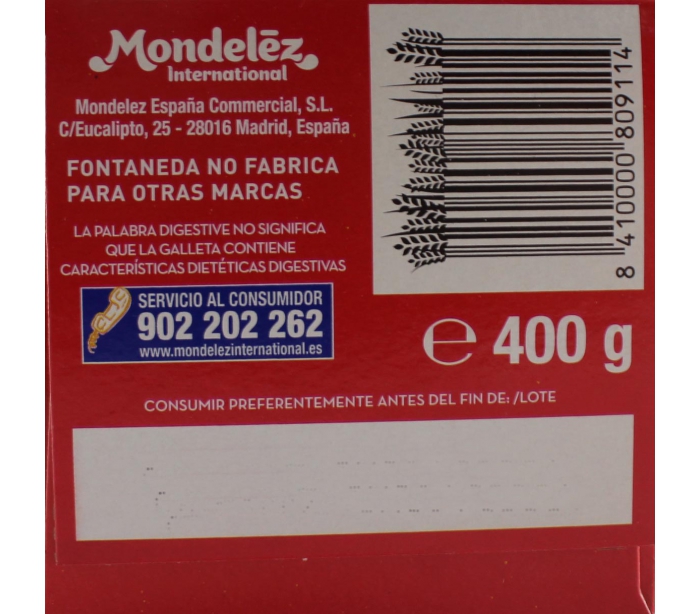 Mondelēz
International
Mondelez España Commercial, S.L.
C/Eucalipto, 25 - 28016 Madrid, España
FONTANEDA NO FABRICA
PARA OTRAS MARCAS
LA PALABRA DIGESTIVE NO SIGNIFICA
QUE LA GALLETA CONTIENE
CARACTERÍSTICAS DIETÉTICAS DIGESTIVAS
SERVICIO AL CONSUMIDOR
902 202 262
www.mondelezinternational.es
8 410000 809114
℮ 400 g
CONSUMIR PREFERENTEMENTE ANTES DEL FIN DE: /LOTE